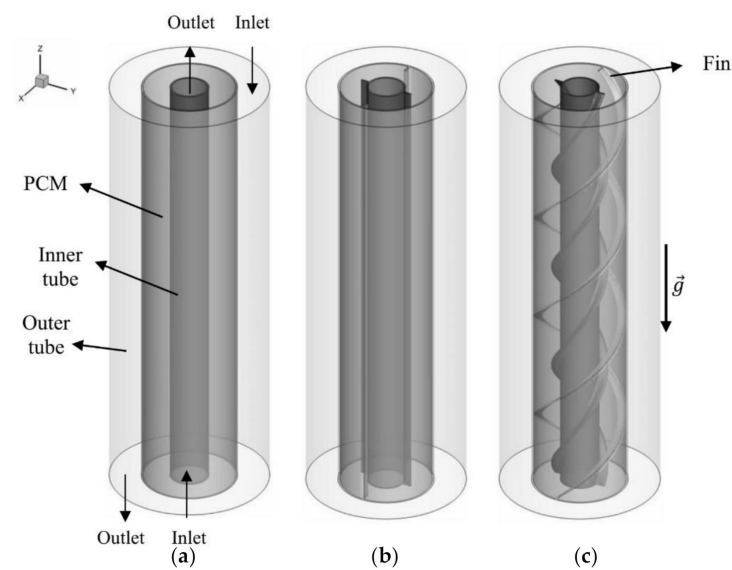 Outlet Inlet
Z
X
Y
Fin
PCM
Inner
tube
Outer
tube
g⃗
Outlet
Inlet
(a)
(b)
(c)